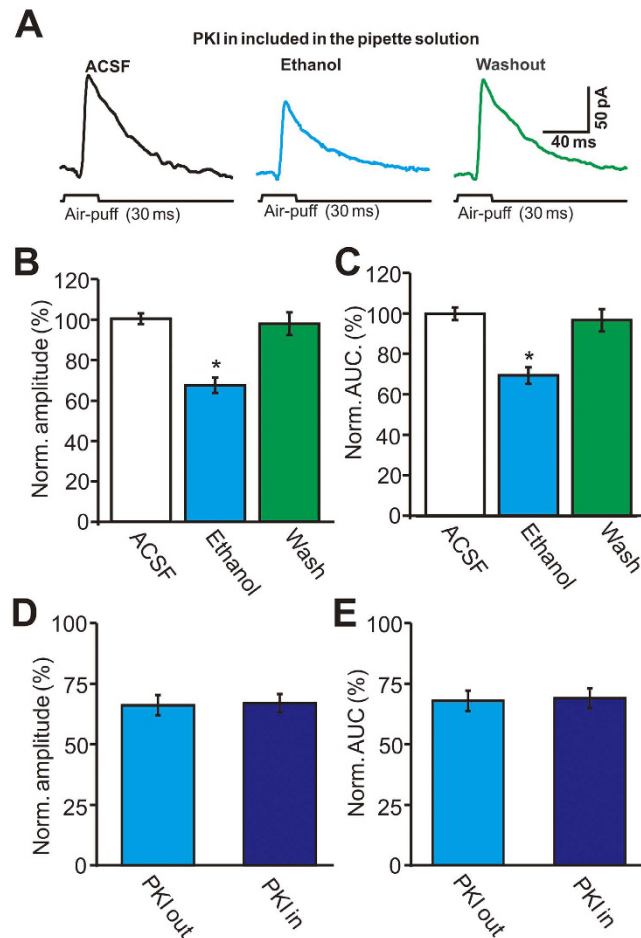 A
PKI in included in the pipette solution
ACSF
Ethanol
Washout
50 pA
40 ms
Air-puff (30 ms)
Air-puff (30 ms)
Air-puff (30 ms)
B
Norm. amplitude (%)
120
100
80
60
40
20
0
*
ACSF
Ethanol
Wash
C
Norm. AUC. (%)
120
100
80
60
40
20
0
*
ACSF
Ethanol
Wash
D
Norm. amplitude (%)
100
75
50
25
0
PKI out
PKI in
E
Norm. AUC (%)
100
75
50
25
0
PKI out
PKI in